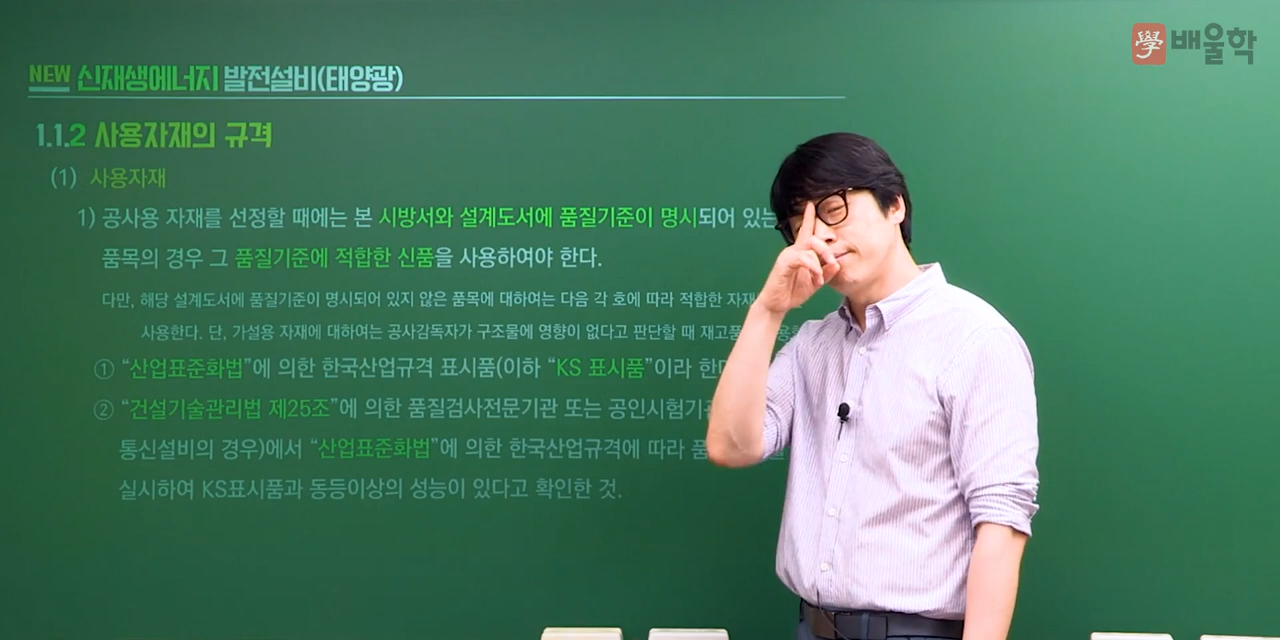 學 배울학
NEW 신재생에너지 발전설비(태양광)
1.1.2 사용자재의 규격
(1) 사용자재
1) 공사용 자재를 선정할 때에는 본 시방서와 설계도서에 품질기준이 명시되어 있는
품목의 경우 그 품질기준에 적합한 신품을 사용하여야 한다.
다만, 해당 설계도서에 품질기준이 명시되어 있지 않은 품목에 대하여는 다음 각 호에 따라 적합한 자재
사용한다. 단, 가설용 자재에 대하여는 공사감독자가 구조물에 영향이 없다고 판단할 때
① “산업표준화법”에 의한 한국산업규격 표시품(이하 “KS 표시품”이라
② “건설기술관리법 제25조”에 의한 품질검사전문기관 또는
통신설비의 경우)에서 “산업표준화법”에 의한 한국산업규격에 따라
실시하여 KS표시품과 동등이상의 성능이 있다고 확인한 것.